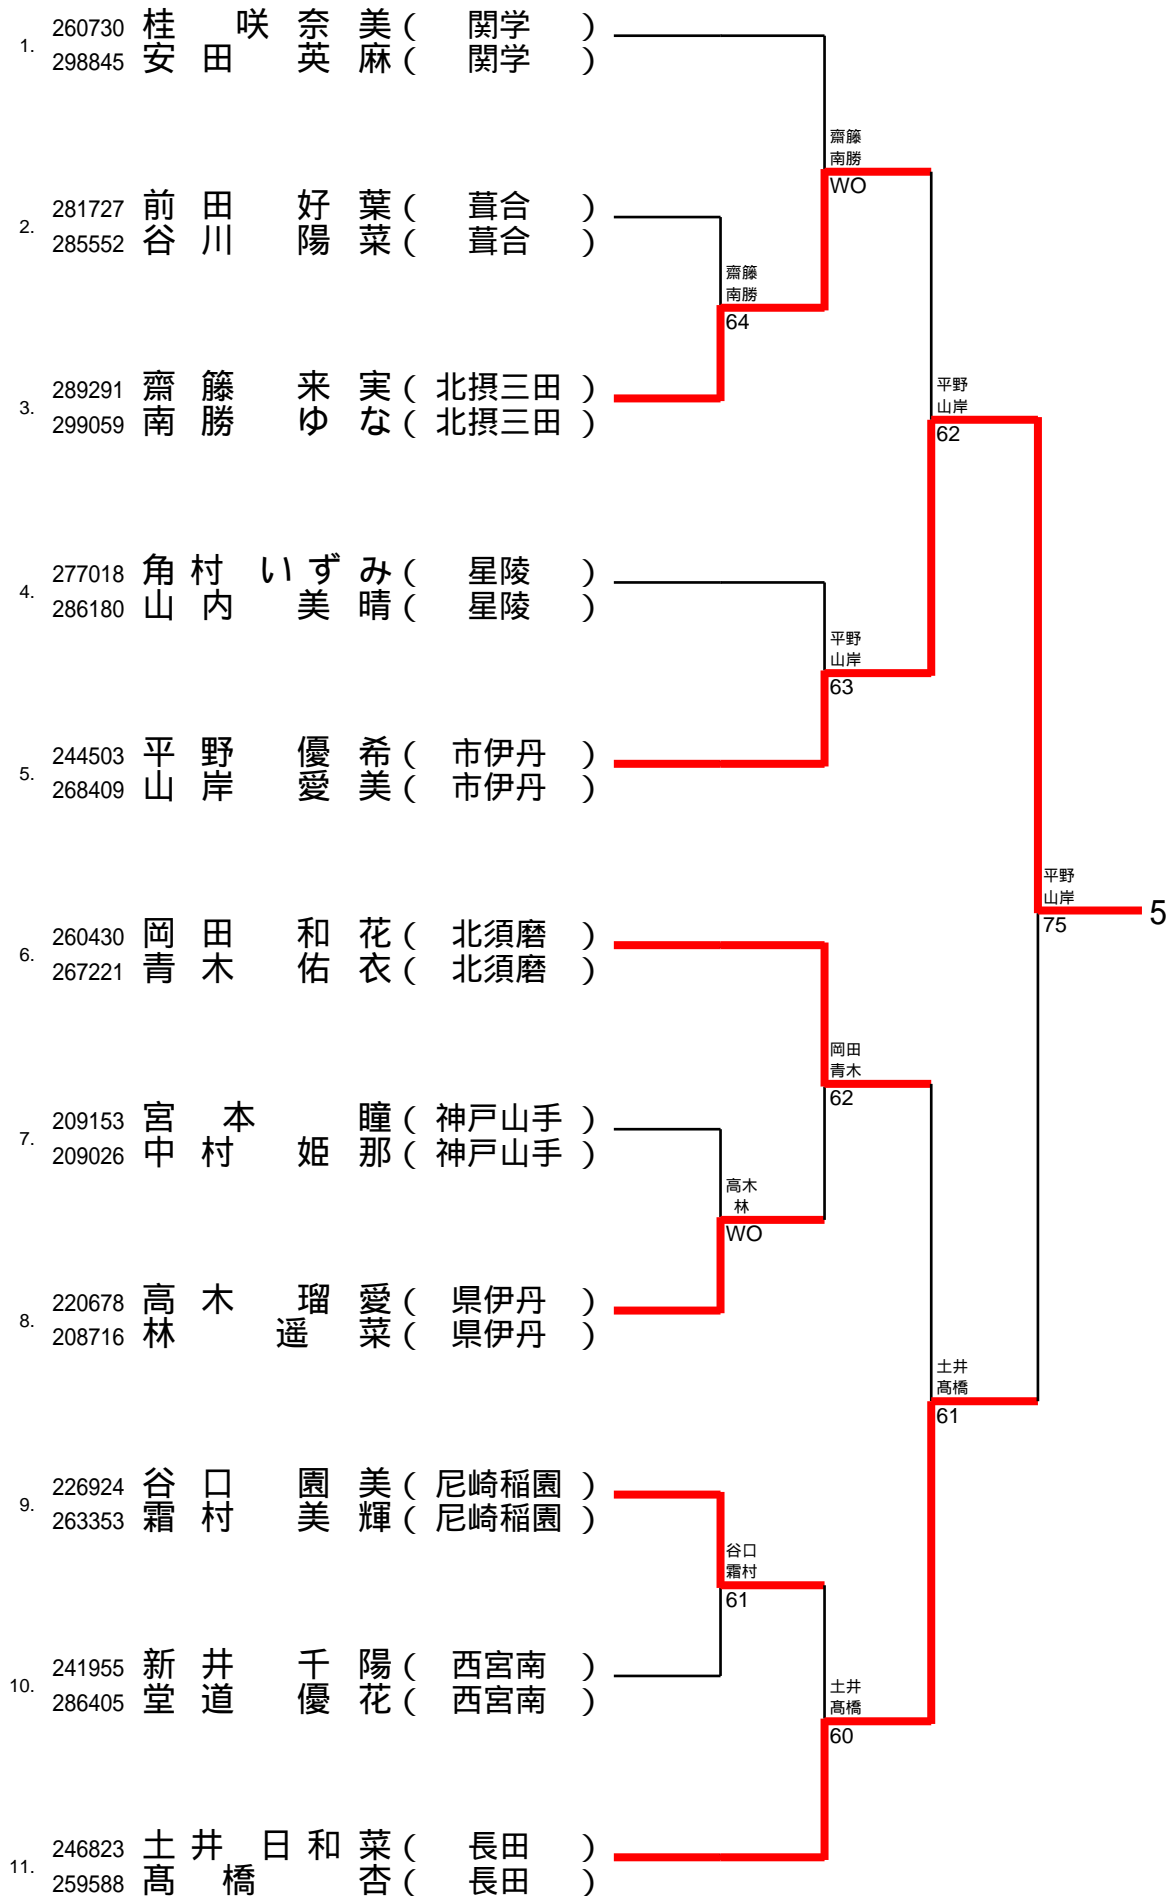 1. 260730 桂 咲奈美 ( 関学 )
298845 安田 英麻 ( 関学 )
齋藤
南勝
WO
2. 281727 前田 好葉 ( 葺合 )
285552 谷川 陽菜 ( 葺合 )
齋藤
南勝
64
3. 289291 齋籐 来実 ( 北摂三田 )
299059 南勝 ゆな ( 北摂三田 )
平野
山岸
62
4. 277018 角村 いずみ ( 星陵 )
286180 山内 美晴 ( 星陵 )
平野
山岸
63
5. 244503 平野 優希 ( 市伊丹 )
268409 山岸 愛美 ( 市伊丹 )
平野
山岸
75
5
6. 260430 岡田 和花 ( 北須磨 )
267221 青木 佑衣 ( 北須磨 )
岡田
青木
62
7. 209153 宮本 瞳 ( 神戸山手 )
209026 中村 姫那 ( 神戸山手 )
高木
林
WO
8. 220678 高木 瑠愛 ( 県伊丹 )
208716 林 遥菜 ( 県伊丹 )
土井
髙橋
61
9. 226924 谷口 園美 ( 尼崎稲園 )
263353 霜村 美輝 ( 尼崎稲園 )
谷口
霜村
61
10. 241955 新井 千陽 ( 西宮南 )
286405 堂道 優花 ( 西宮南 )
土井
髙橋
60
11. 246823 土井 日和菜 ( 長田 )
259588 髙橋 杏 ( 長田 )